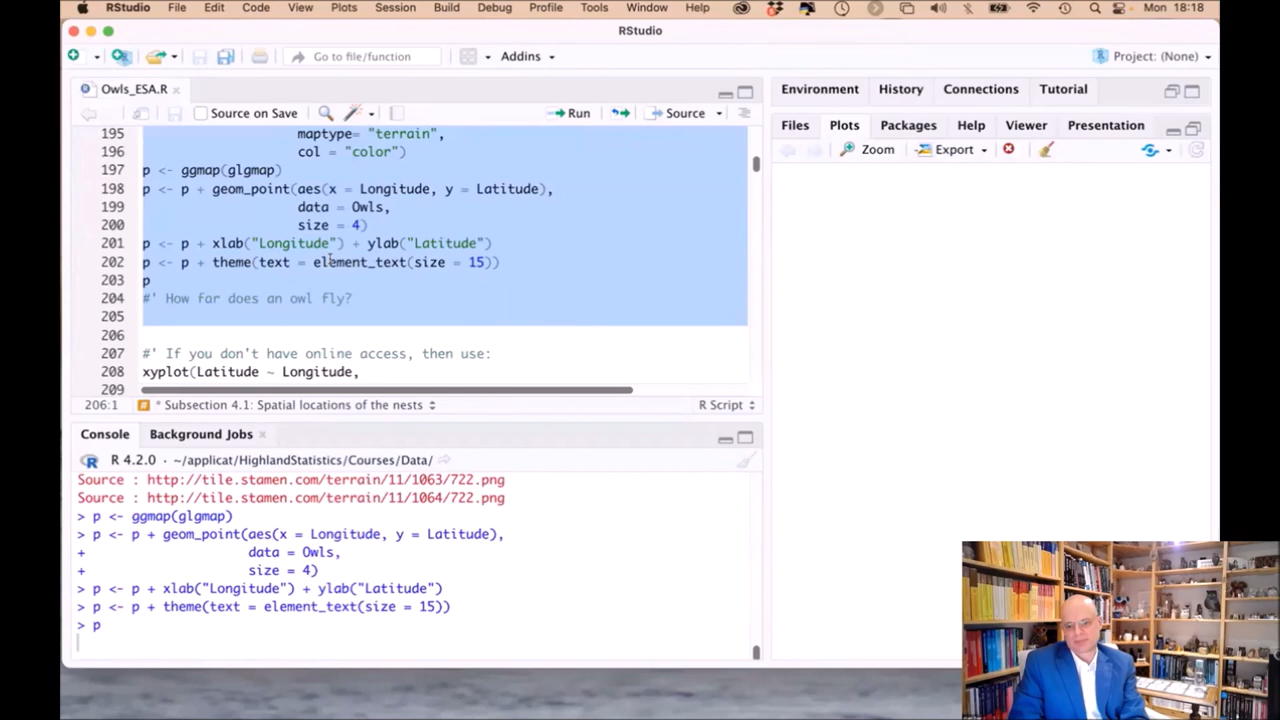 RStudio File Edit Code View Plots Session Build Debug Profile Tools Window Help Mon 18:18
RStudio
Go to file/function Addins Project: (None)
Owls_ESA.R
Source on Save Run Source
195 maptype= "terrain",
196 col = "color")
197 p <- ggmap(glgmap)
198 p <- p + geom_point(aes(x = Longitude, y = Latitude),
199 data = Owls,
200 size = 4)
201 p <- p + xlab("Longitude") + ylab("Latitude")
202 p <- p + theme(text = element_text(size = 15))
203 p
204 #' How far does an owl fly?
205
206
207 #' If you don't have online access, then use:
208 xyplot(Latitude ~ Longitude,
209
206:1 # * Subsection 4.1: Spatial locations of the nests R Script
Console Background Jobs
R 4.2.0 · ~/applicat/HighlandStatistics/Courses/Data/
Source : http://tile.stamen.com/terrain/11/1063/722.png
Source : http://tile.stamen.com/terrain/11/1064/722.png
> p <- ggmap(glgmap)
> p <- p + geom_point(aes(x = Longitude, y = Latitude),
+ data = Owls,
+ size = 4)
> p <- p + xlab("Longitude") + ylab("Latitude")
> p <- p + theme(text = element_text(size = 15))
> p
Environment History Connections Tutorial
Files Plots Packages Help Viewer Presentation
Zoom Export